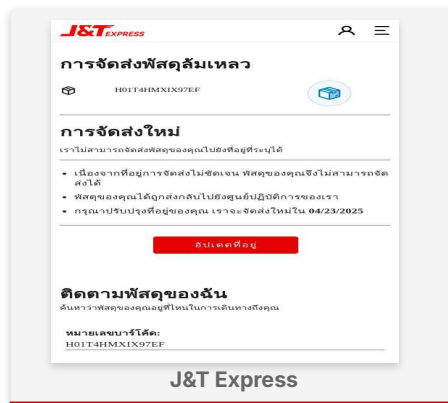 J&T EXPRESS
การจัดส่งพัสดุล้มเหลว
H01T4HMXIX97EF
การจัดส่งใหม่
เราไม่สามารถจัดส่งพัสดุของคุณไปยังที่อยู่ที่ระบุได้
• เนื่องจากที่อยู่การจัดส่งไม่ชัดเจน พัสดุของคุณจึงไม่สามารถจัด
ส่งได้
• พัสดุของคุณได้ถูกส่งกลับไปยังศูนย์ปฏิบัติการของเรา
• กรุณาปรับปรุงที่อยู่ของคุณ เราจะจัดส่งใหม่ใน 04/23/2025
อัปเดตที่อยู่
ติดตามพัสดุของฉัน
ค้นหาว่าพัสดุของคุณอยู่ที่ไหนในการเดินทางถึงคุณ
หมายเลขบาร์โค้ด:
H01T4HMXIX97EF
J&T Express